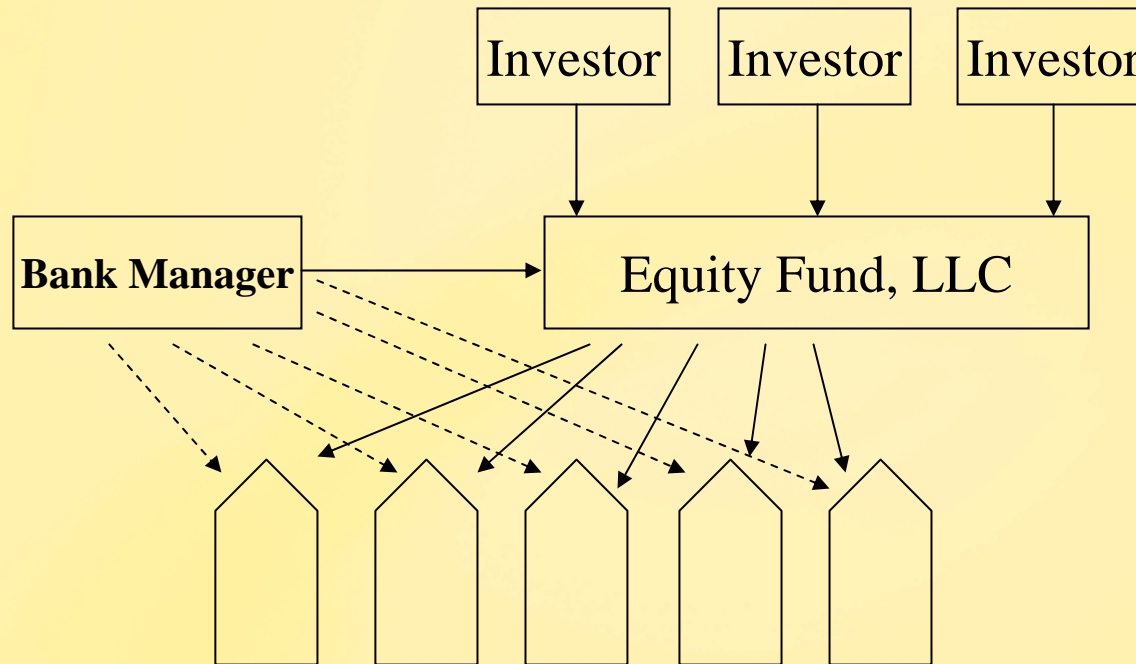 Investor
Investor
Investor
Bank Manager
Equity Fund, LLC